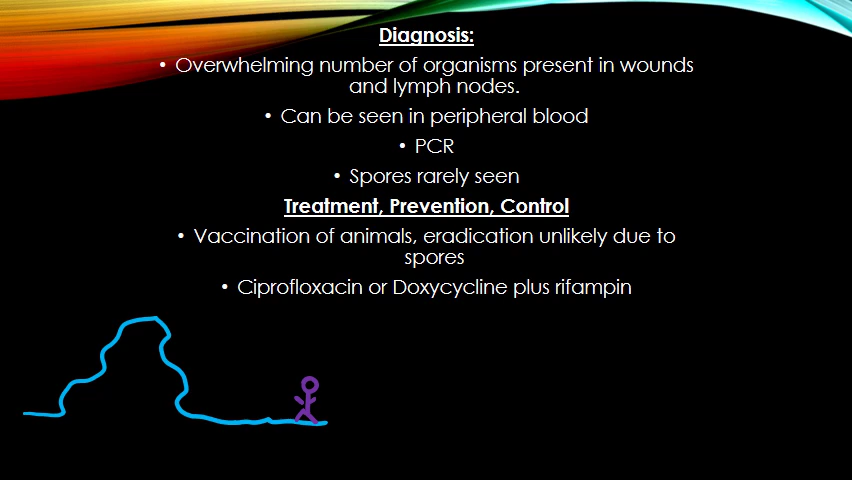 Diagnosis:
• Overwhelming number of organisms present in wounds
and lymph nodes.
• Can be seen in peripheral blood
• PCR
• Spores rarely seen
Treatment, Prevention, Control
• Vaccination of animals, eradication unlikely due to
spores
• Ciprofloxacin or Doxycycline plus rifampin